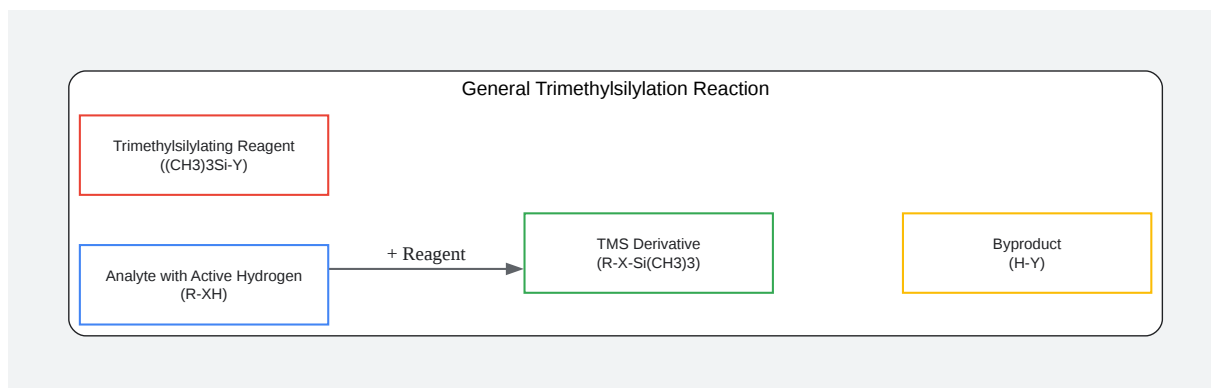 General Trimethylsilylation Reaction
Trimethylsilylating Reagent
((CH3)3Si-Y)
Analyte with Active Hydrogen
(R-XH)
+ Reagent
TMS Derivative
(R-X-Si(CH3)3)
Byproduct
(H-Y)